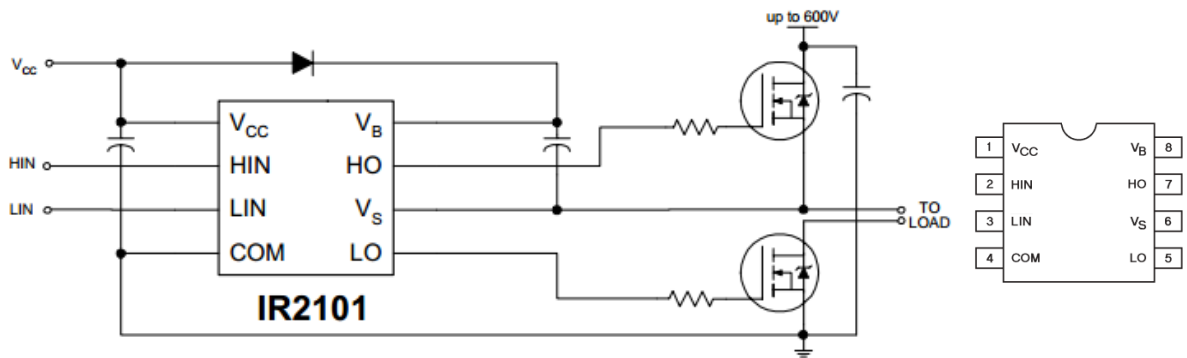 up to 600V
Vcc
HIN
LIN
VCC
HIN
LIN
COM
VB
HO
VS
LO
IR2101
TO
LOAD
1 VCC VB 8
2 HIN HO 7
3 LIN VS 6
4 COM LO 5